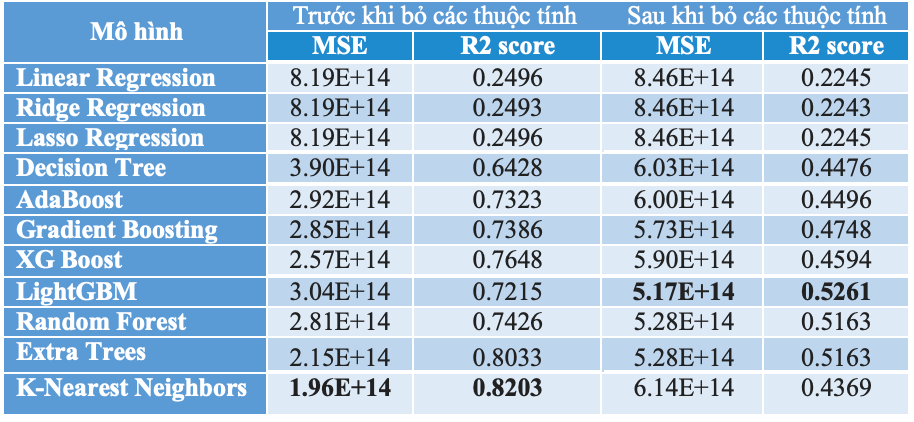 Mô hình Trước khi bỏ các thuộc tính Sau khi bỏ các thuộc tính
MSE R2 score MSE R2 score
Linear Regression 8.19E+14 0.2496 8.46E+14 0.2245
Ridge Regression 8.19E+14 0.2493 8.46E+14 0.2243
Lasso Regression 8.19E+14 0.2496 8.46E+14 0.2245
Decision Tree 3.90E+14 0.6428 6.03E+14 0.4476
AdaBoost 2.92E+14 0.7323 6.00E+14 0.4496
Gradient Boosting 2.85E+14 0.7386 5.73E+14 0.4748
XG Boost 2.57E+14 0.7648 5.90E+14 0.4594
LightGBM 3.04E+14 0.7215 5.17E+14 0.5261
Random Forest 2.81E+14 0.7426 5.28E+14 0.5163
Extra Trees 2.15E+14 0.8033 5.28E+14 0.5163
K-Nearest Neighbors 1.96E+14 0.8203 6.14E+14 0.4369